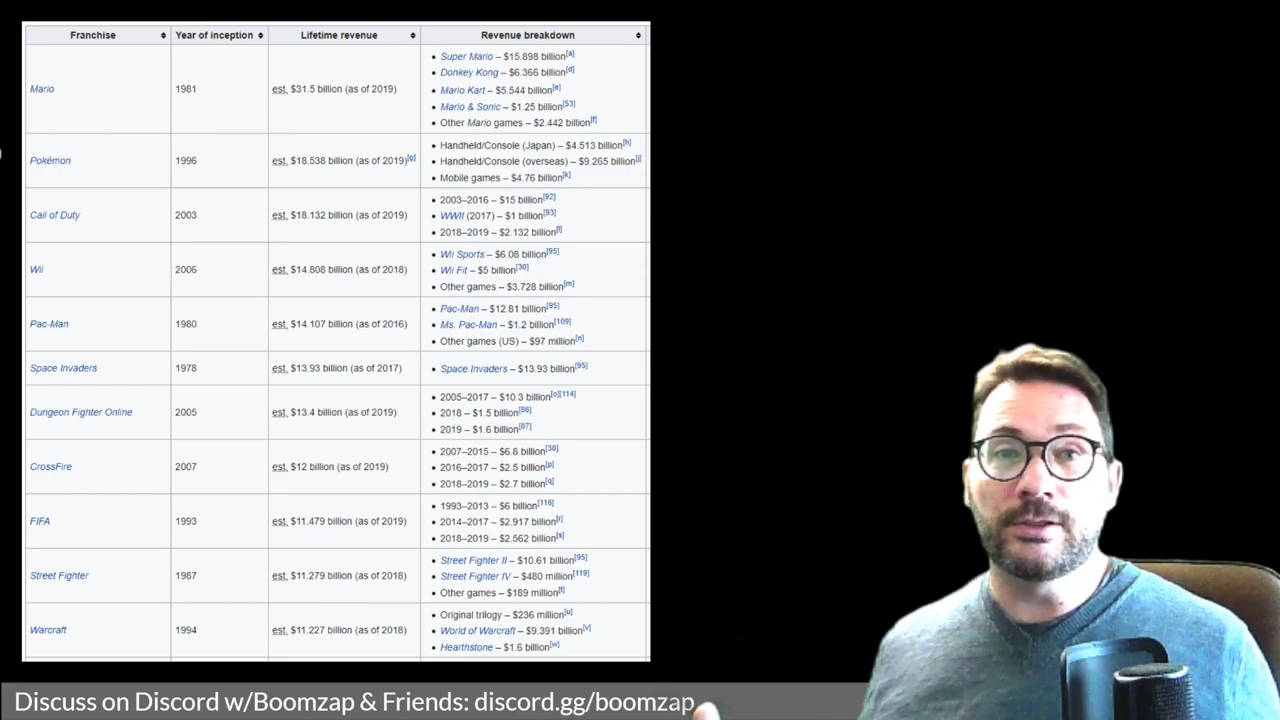 Franchise Year of inception Lifetime revenue Revenue breakdown
Mario 1981 est. $31.5 billion (as of 2019)
• Super Mario – $15.898 billion[a]
• Donkey Kong – $6.366 billion[d]
• Mario Kart – $5.544 billion[e]
• Mario & Sonic – $1.25 billion[53]
• Other Mario games – $2.442 billion[f]
Pokémon 1996 est. $18.538 billion (as of 2019)[g]
• Handheld/Console (Japan) – $4.513 billion[h]
• Handheld/Console (overseas) – $9.265 billion[j]
• Mobile games – $4.76 billion[k]
Call of Duty 2003 est. $18.132 billion (as of 2019)
• 2003–2016 – $15 billion[92]
• WWII (2017) – $1 billion[93]
• 2018–2019 – $2.132 billion[l]
Wii 2006 est. $14.808 billion (as of 2018)
• Wii Sports – $6.08 billion[95]
• Wii Fit – $5 billion[30]
• Other games – $3.728 billion[m]
Pac-Man 1980 est. $14.107 billion (as of 2016)
• Pac-Man – $12.81 billion[95]
• Ms. Pac-Man – $1.2 billion[109]
• Other games (US) – $97 million[n]
Space Invaders 1978 est. $13.93 billion (as of 2017)
• Space Invaders – $13.93 billion[95]
Dungeon Fighter Online 2005 est. $13.4 billion (as of 2019)
• 2005–2017 – $10.3 billion[o][114]
• 2018 – $1.5 billion[86]
• 2019 – $1.6 billion[87]
CrossFire 2007 est. $12 billion (as of 2019)
• 2007–2015 – $6.8 billion[30]
• 2016–2017 – $2.5 billion[p]
• 2018–2019 – $2.7 billion[q]
FIFA 1993 est. $11.479 billion (as of 2019)
• 1993–2013 – $6 billion[116]
• 2014–2017 – $2.917 billion[r]
• 2018–2019 – $2.562 billion[s]
Street Fighter 1987 est. $11.279 billion (as of 2018)
• Street Fighter II – $10.61 billion[95]
• Street Fighter IV – $480 million[119]
• Other games – $189 million[t]
Warcraft 1994 est. $11.227 billion (as of 2018)
• Original trilogy – $236 million[u]
• World of Warcraft – $9.391 billion[v]
• Hearthstone – $1.6 billion[w]
Discuss on Discord w/Boomzap & Friends: discord.gg/boomzap